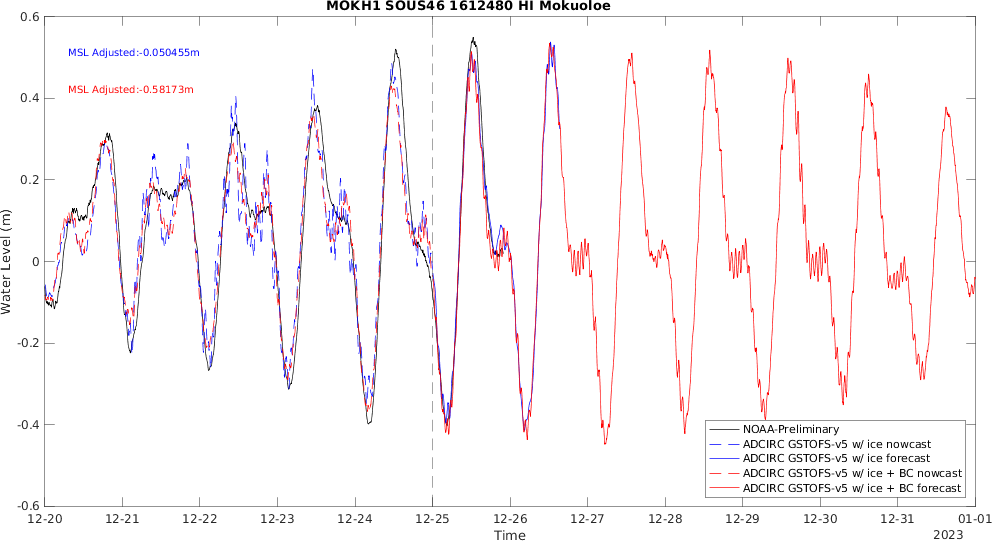 MOKH1 SOUS46 1612480 HI Mokuoloe
MSL Adjusted:-0.050455m
MSL Adjusted:-0.58173m
Water Level (m)
0.6
0.4
0.2
0
-0.2
-0.4
-0.6
NOAA-Preliminary
ADCIRC GSTOFS-v5 w/ ice nowcast
ADCIRC GSTOFS-v5 w/ ice forecast
ADCIRC GSTOFS-v5 w/ ice + BC nowcast
ADCIRC GSTOFS-v5 w/ ice + BC forecast
12-20 12-21 12-22 12-23 12-24 12-25 12-26 12-27 12-28 12-29 12-30 12-31 01-01
Time
2023